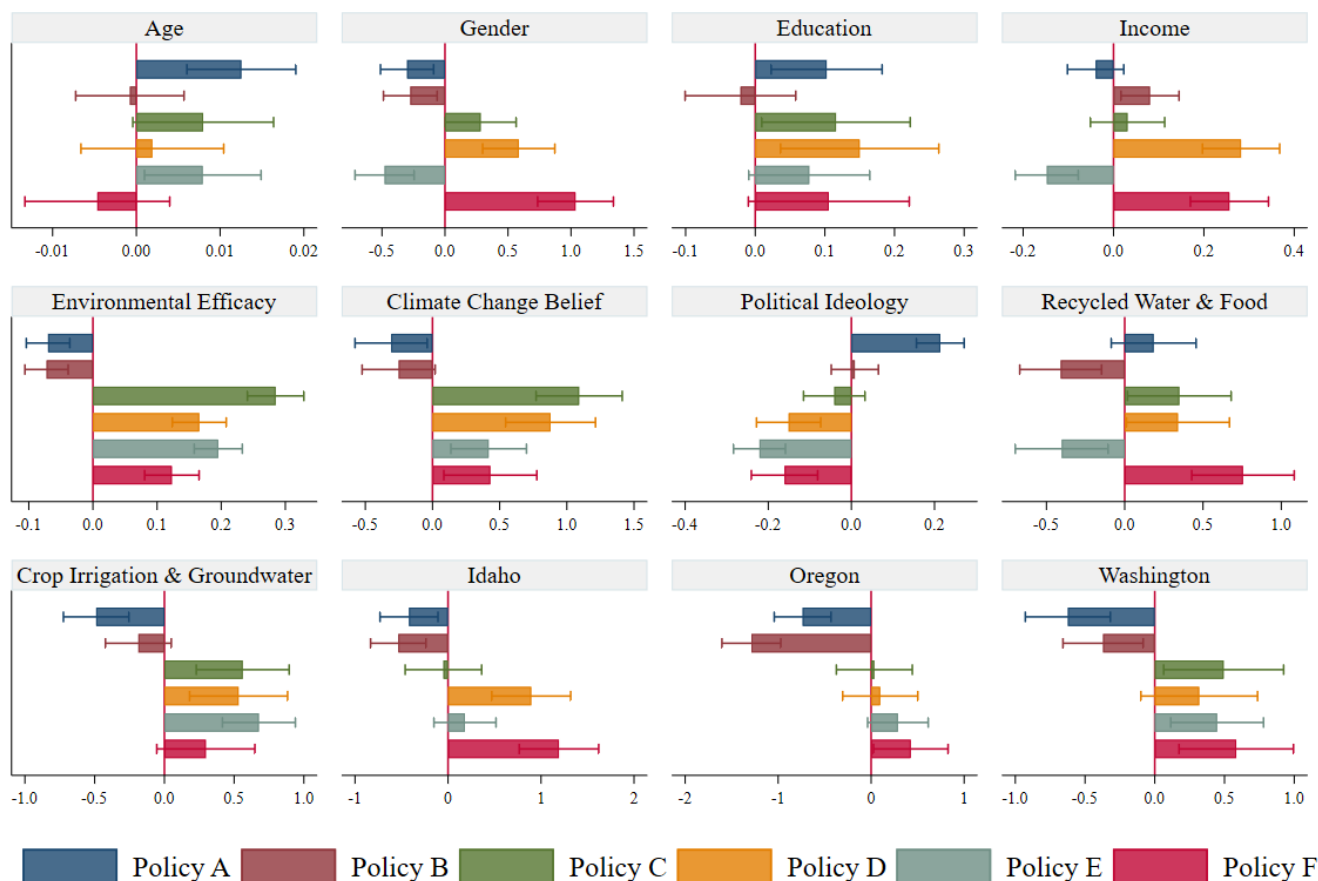 Age Gender Education Income
-0.01 0.00 0.01 0.02 -0.5 0.0 0.5 1.0 1.5 -0.1 0.0 0.1 0.2 0.3 -0.2 0.0 0.2 0.4
Environmental Efficacy Climate Change Belief Political Ideology Recycled Water & Food
-0.1 0.0 0.1 0.2 0.3 -0.5 0.0 0.5 1.0 1.5 -0.4 -0.2 0.0 0.2 -0.5 0.0 0.5 1.0
Crop Irrigation & Groundwater Idaho Oregon Washington
-1.0 -0.5 0.0 0.5 1.0 -1 0 1 2 -2 -1 0 1 -1.0 -0.5 0.0 0.5 1.0
Policy A Policy B Policy C Policy D Policy E Policy F